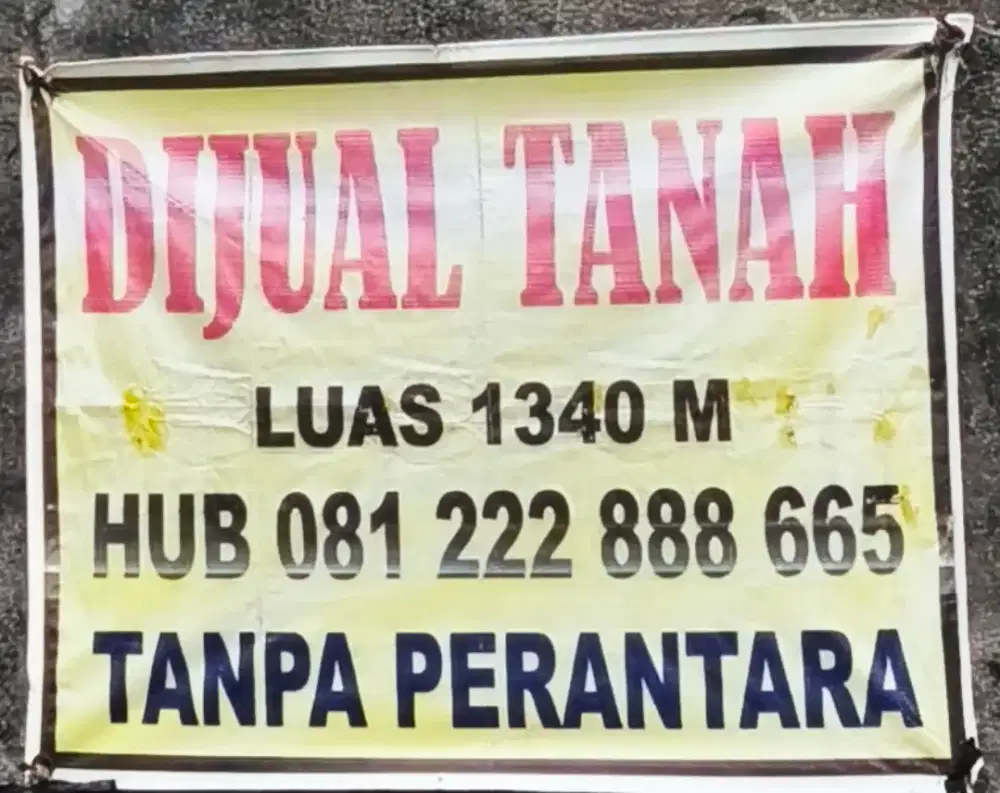 DIJUAL TANAH
LUAS 1340 M
HUB 081 222 888 665
TANPA PERANTARA